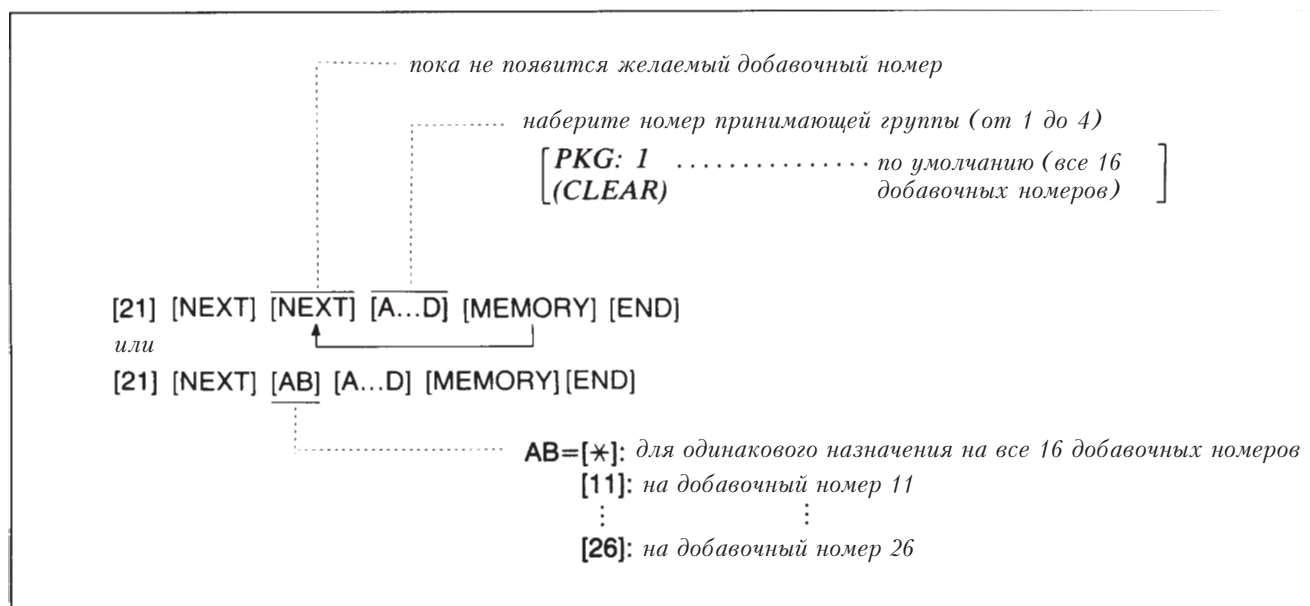 пока не появится желаемый добавочный номер
наберите номер принимающей группы (от 1 до 4)
PKG: 1 ............... по умолчанию (все 16
(CLEAR) добавочных номеров)
[21] [NEXT] [NEXT] [A...D] [MEMORY] [END]
или
[21] [NEXT] [AB] [A...D] [MEMORY] [END]
AB=[*]: для одинакового назначения на все 16 добавочных номеров
[11]: на добавочный номер 11
[26]: на добавочный номер 26